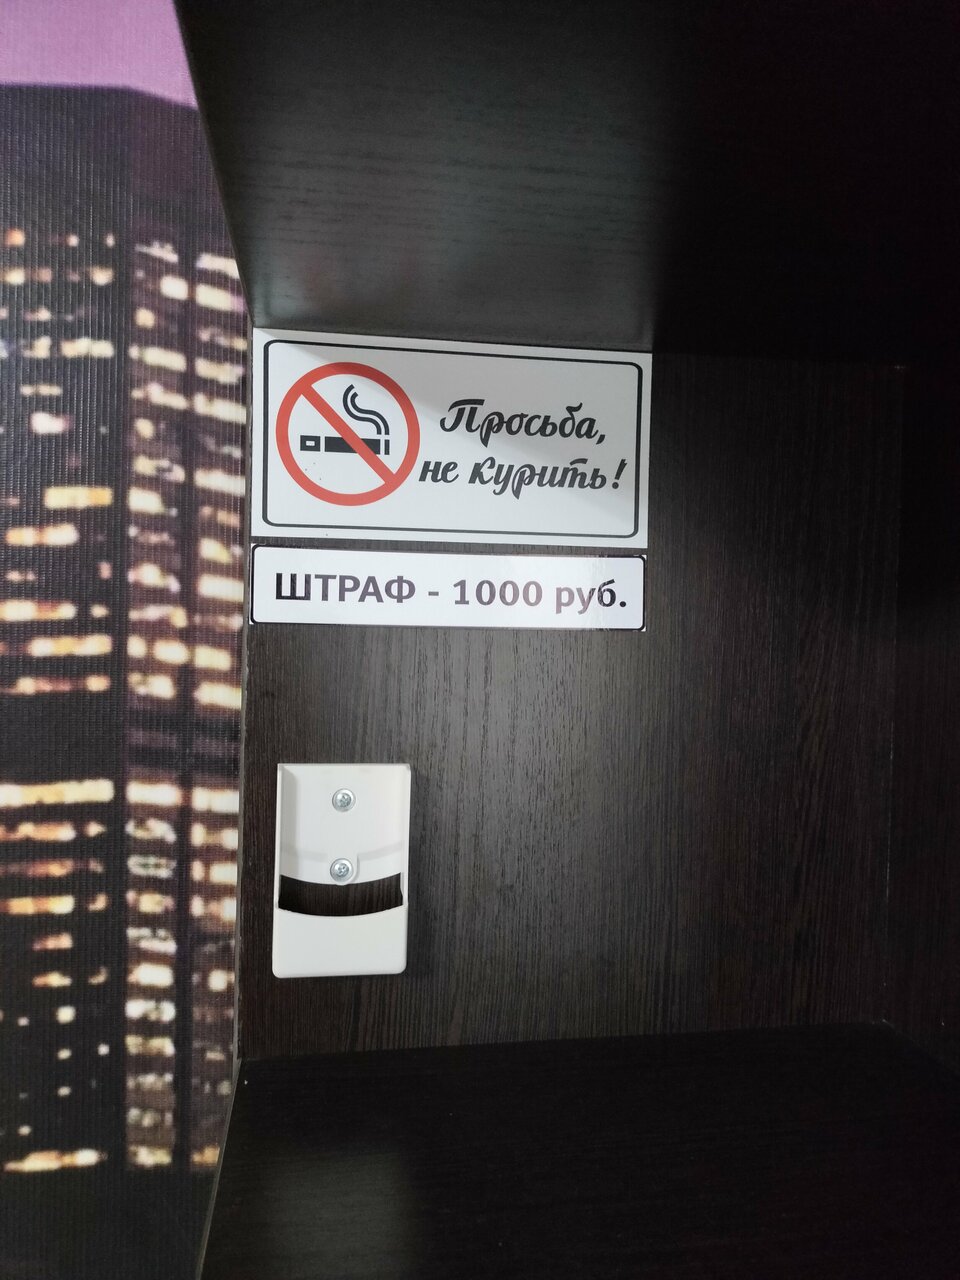 Просьба,
не курить!
ШТРАФ - 1000 руб.